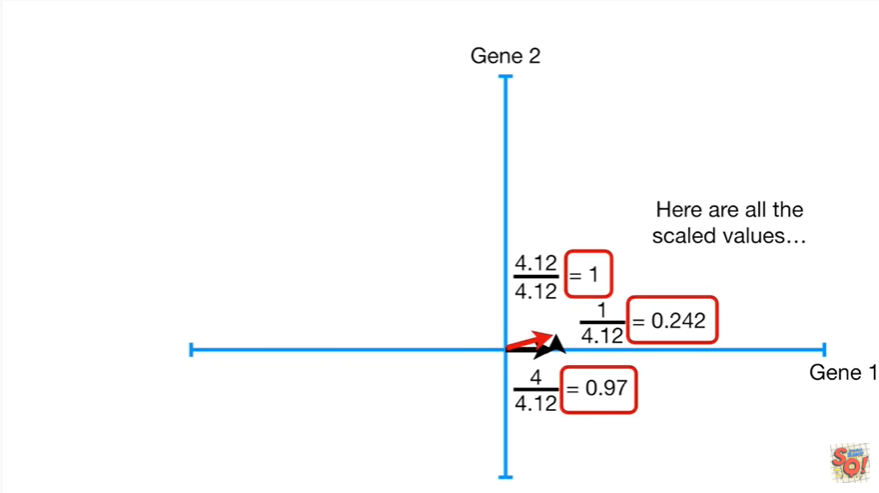 Gene 2
Here are all the
scaled values...
4.12
4.12
= 1
1
4.12
= 0.242
Gene 1
4
4.12
= 0.97
SQ!